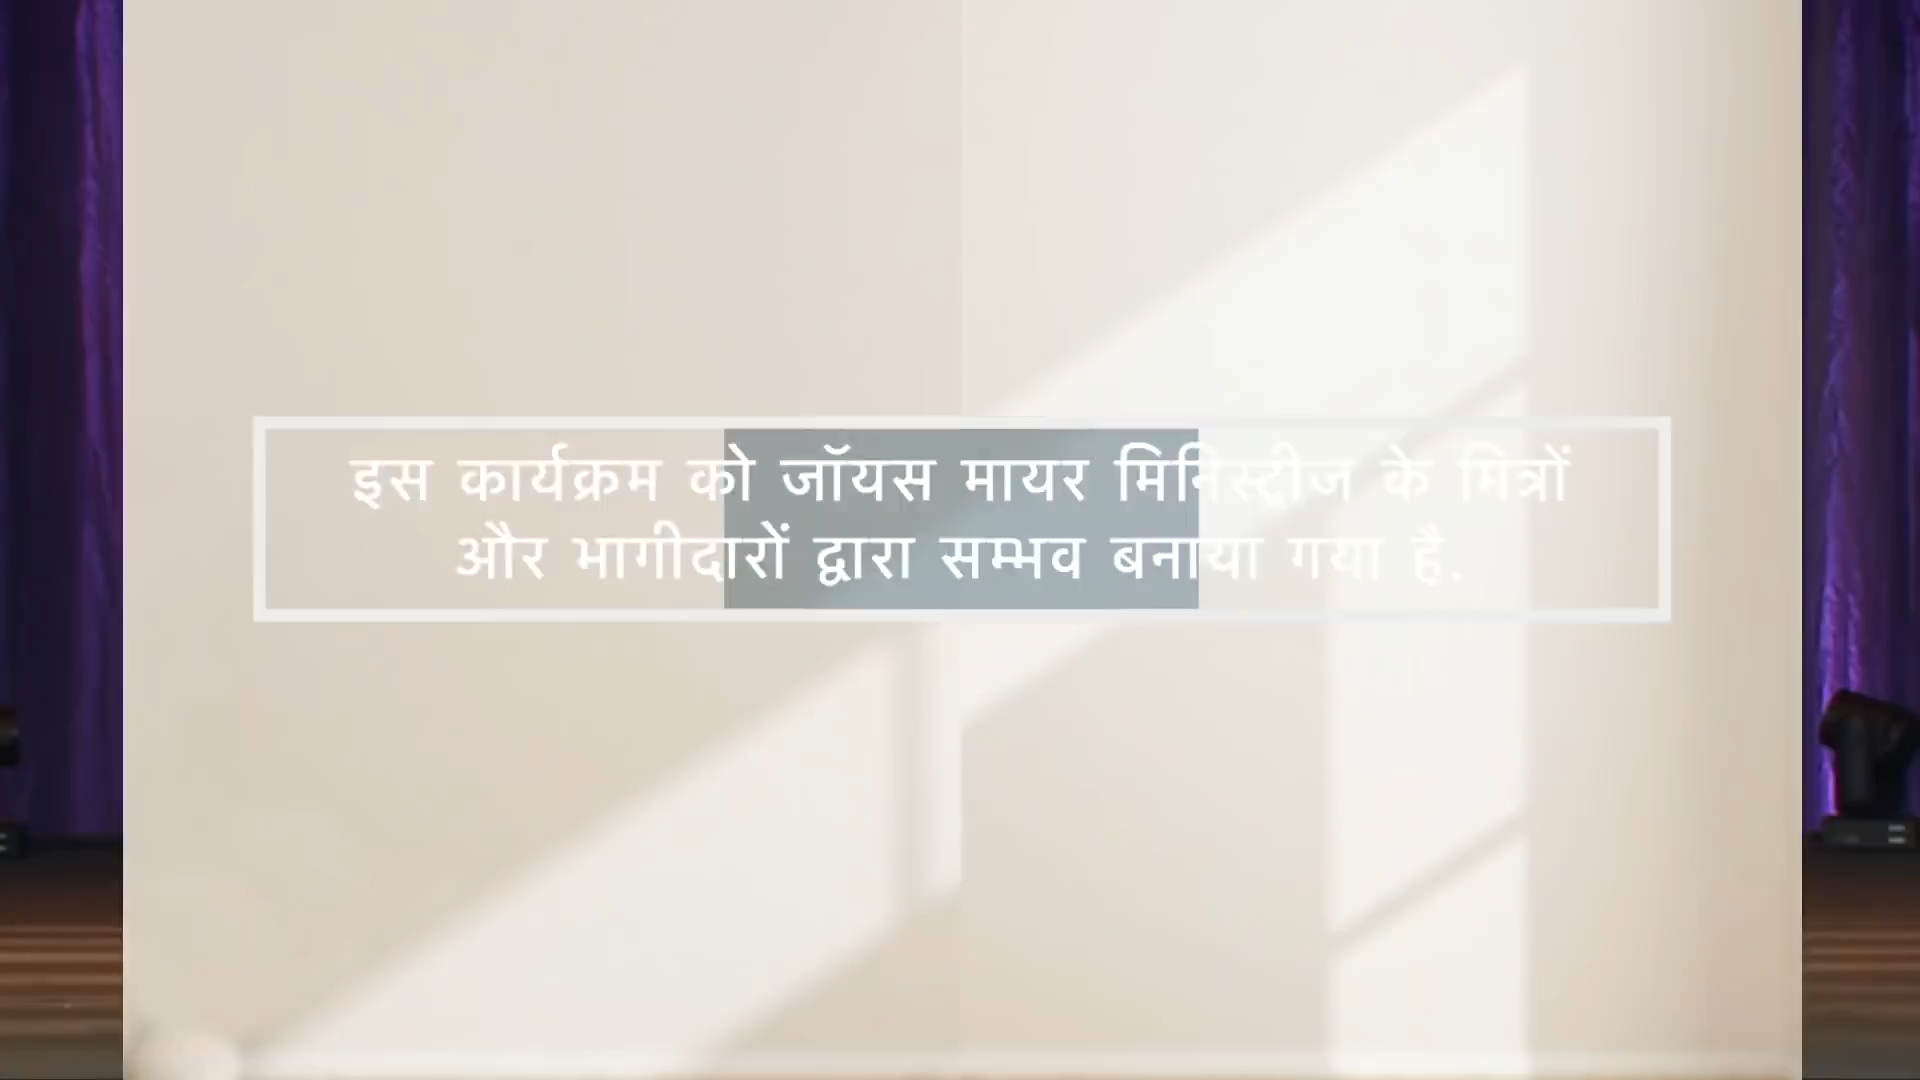 इस कार्यक्रम को जॉयस मायर मिनिस्ट्रीज के मित्रों
और भागीदारों द्वारा सम्भव बनाया गया है.